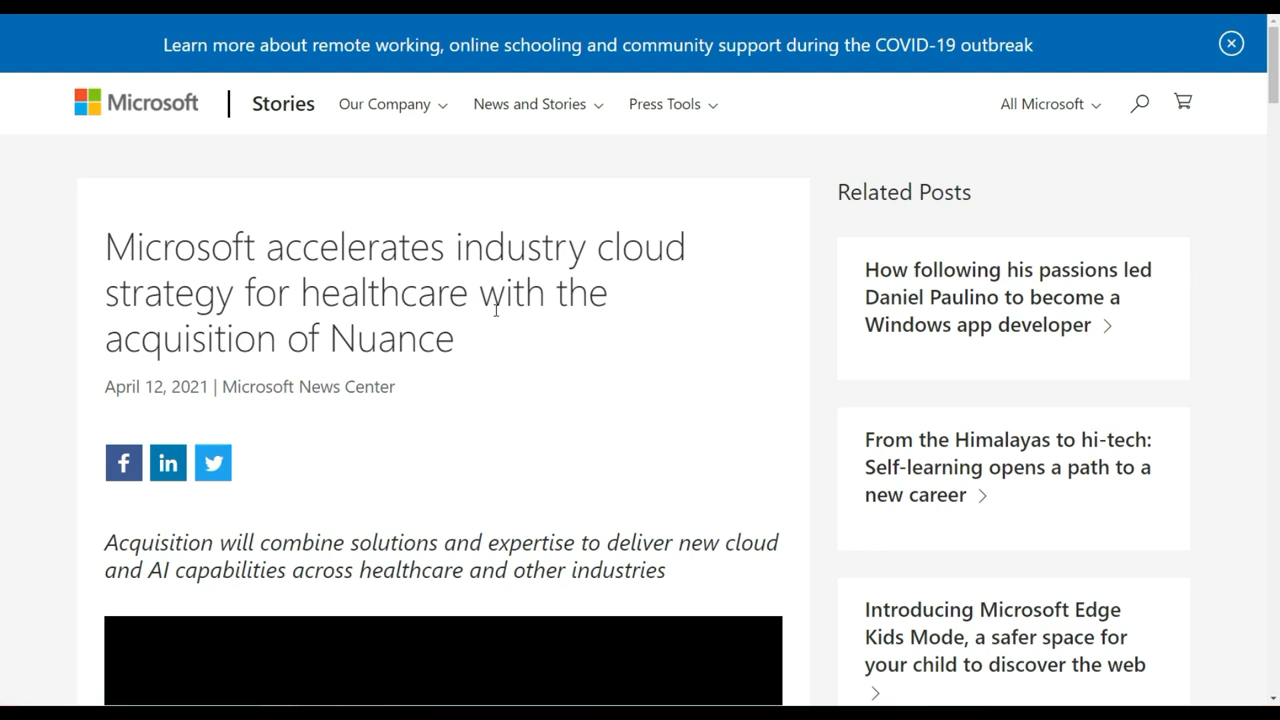 Learn more about remote working, online schooling and community support during the COVID-19 outbreak
Microsoft
Stories
Our Company
News and Stories
Press Tools
All Microsoft
Microsoft accelerates industry cloud
strategy for healthcare with the
acquisition of Nuance
April 12, 2021 | Microsoft News Center
f
in
Acquisition will combine solutions and expertise to deliver new cloud
and AI capabilities across healthcare and other industries
Related Posts
How following his passions led
Daniel Paulino to become a
Windows app developer
From the Himalayas to hi-tech:
Self-learning opens a path to a
new career
Introducing Microsoft Edge
Kids Mode, a safer space for
your child to discover the web